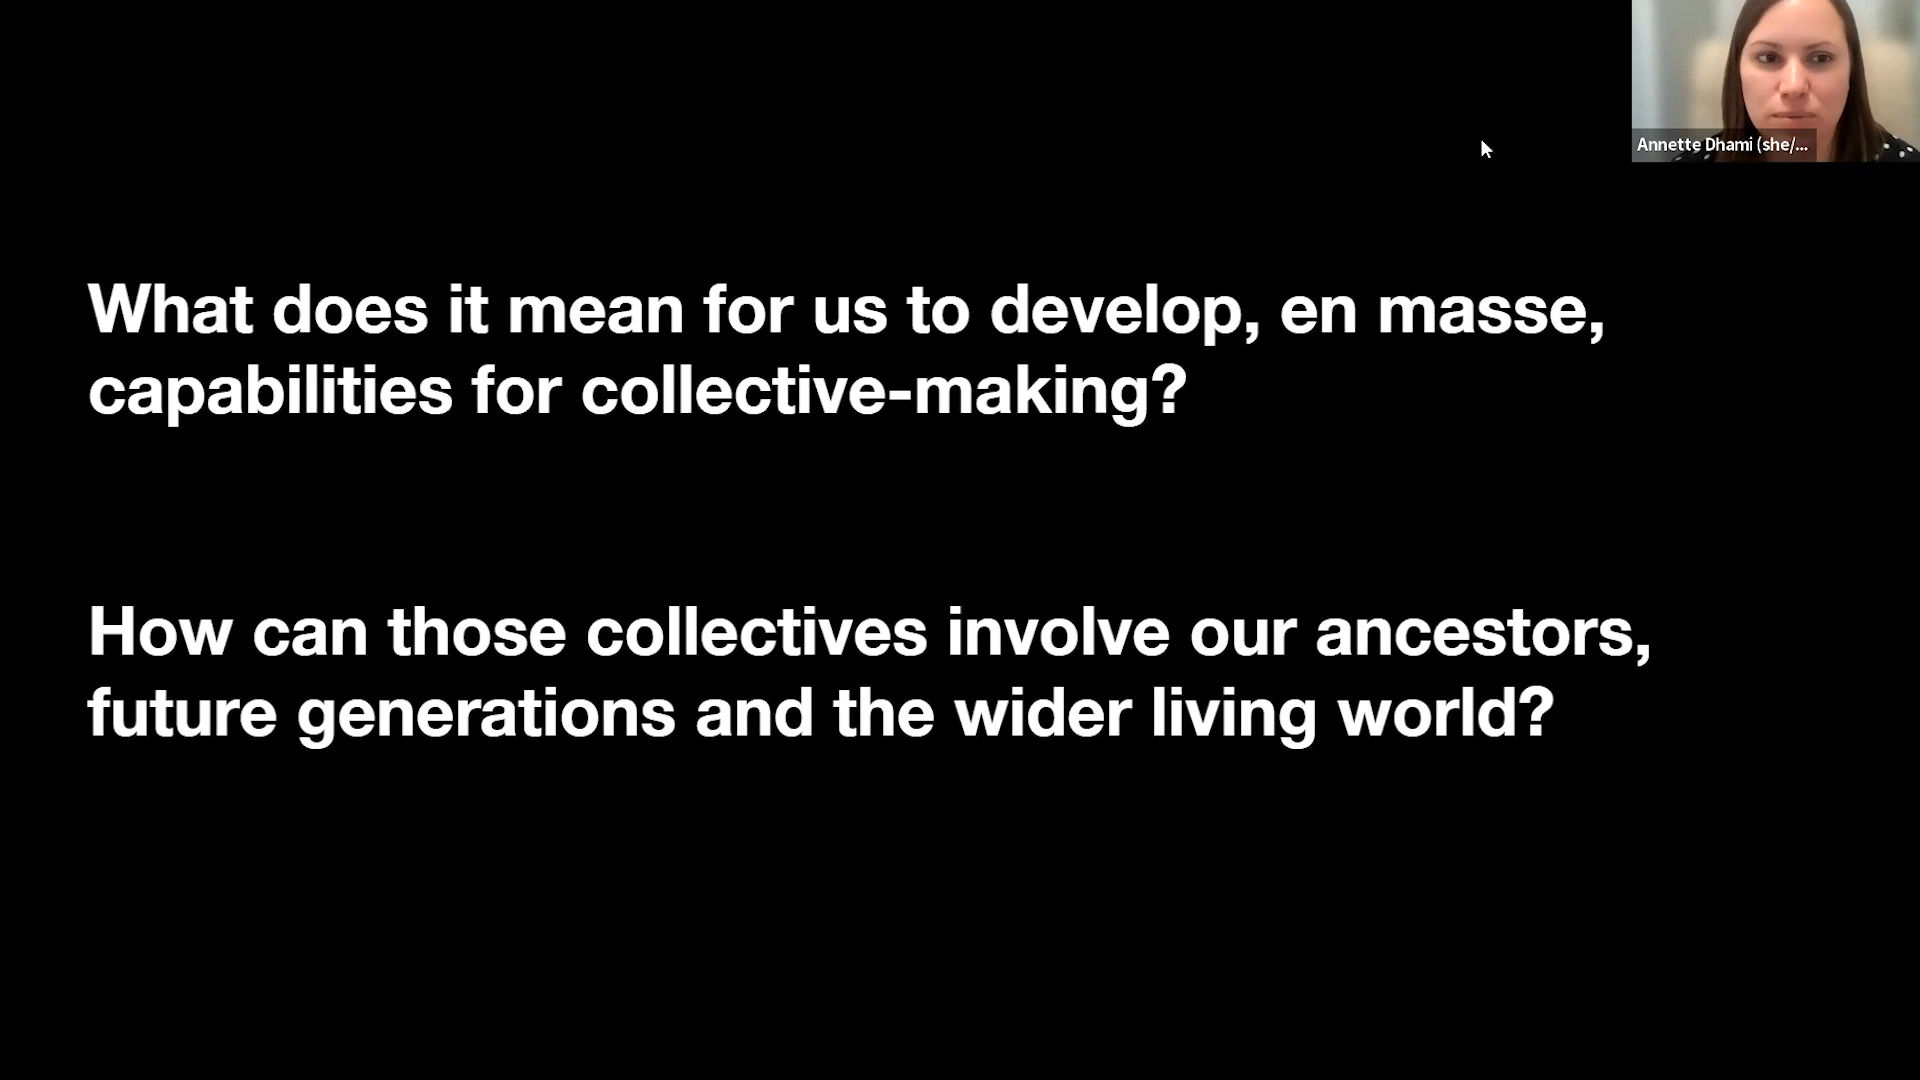 Annette Dhami (she/...
What does it mean for us to develop, en masse,
capabilities for collective-making?
How can those collectives involve our ancestors,
future generations and the wider living world?